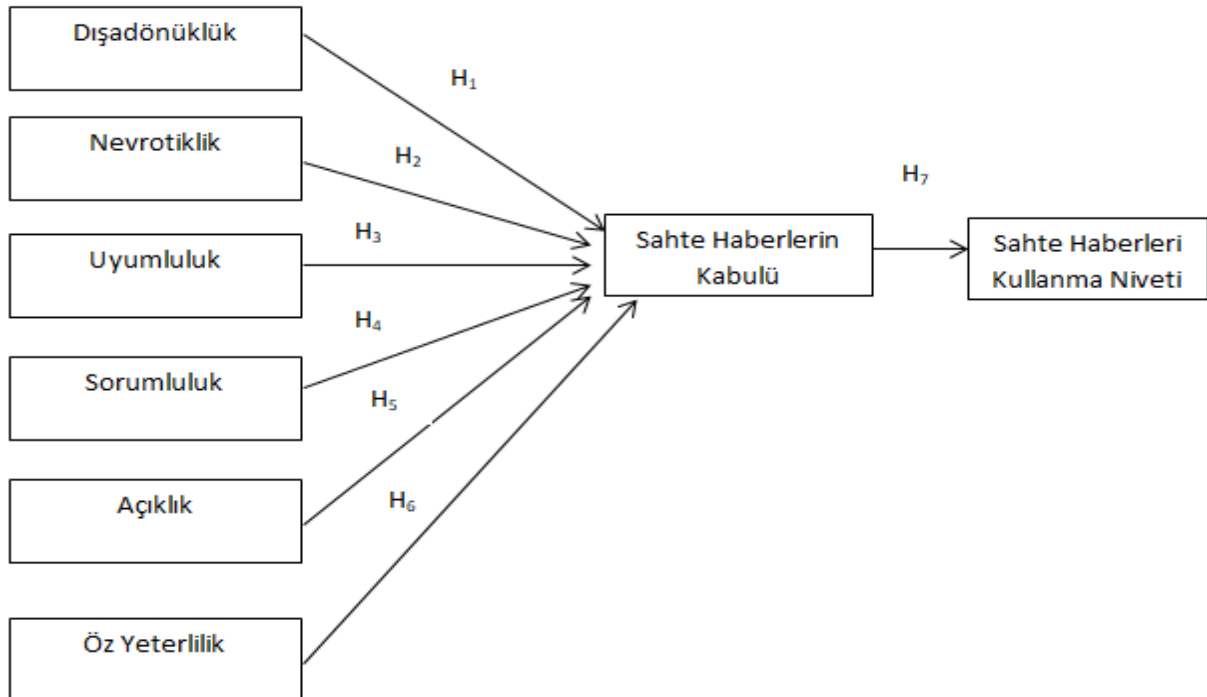 Dışadönüklük
H₁
Nevrotiklik
H₂
H₇
H₃
Uyumluluk
Sahte Haberlerin
Kabulü
Sahte Haberleri
Kullanma Niveti
H₄
Sorumluluk
H₅
Açıklık
H₆
Öz Yeterlilik